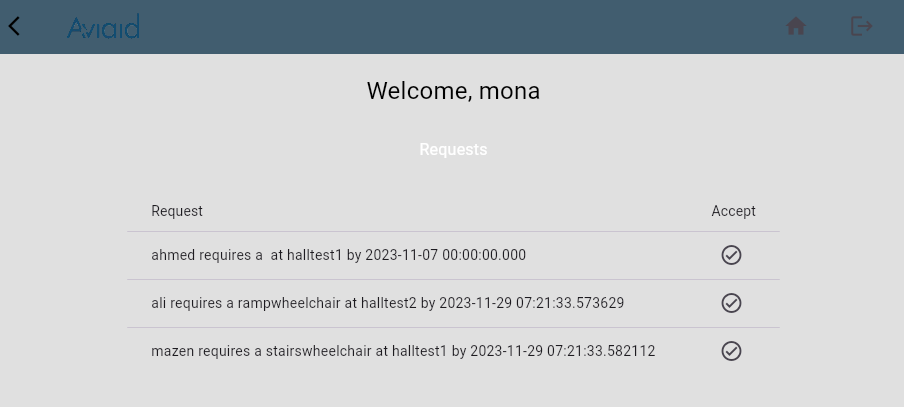 Aviaid
Welcome, mona
Requests
Request Accept
ahmed requires a  at halltest1 by 2023-11-07 00:00:00.000
ali requires a rampwheelchair at halltest2 by 2023-11-29 07:21:33.573629
mazen requires a stairswheelchair at halltest1 by 2023-11-29 07:21:33.582112